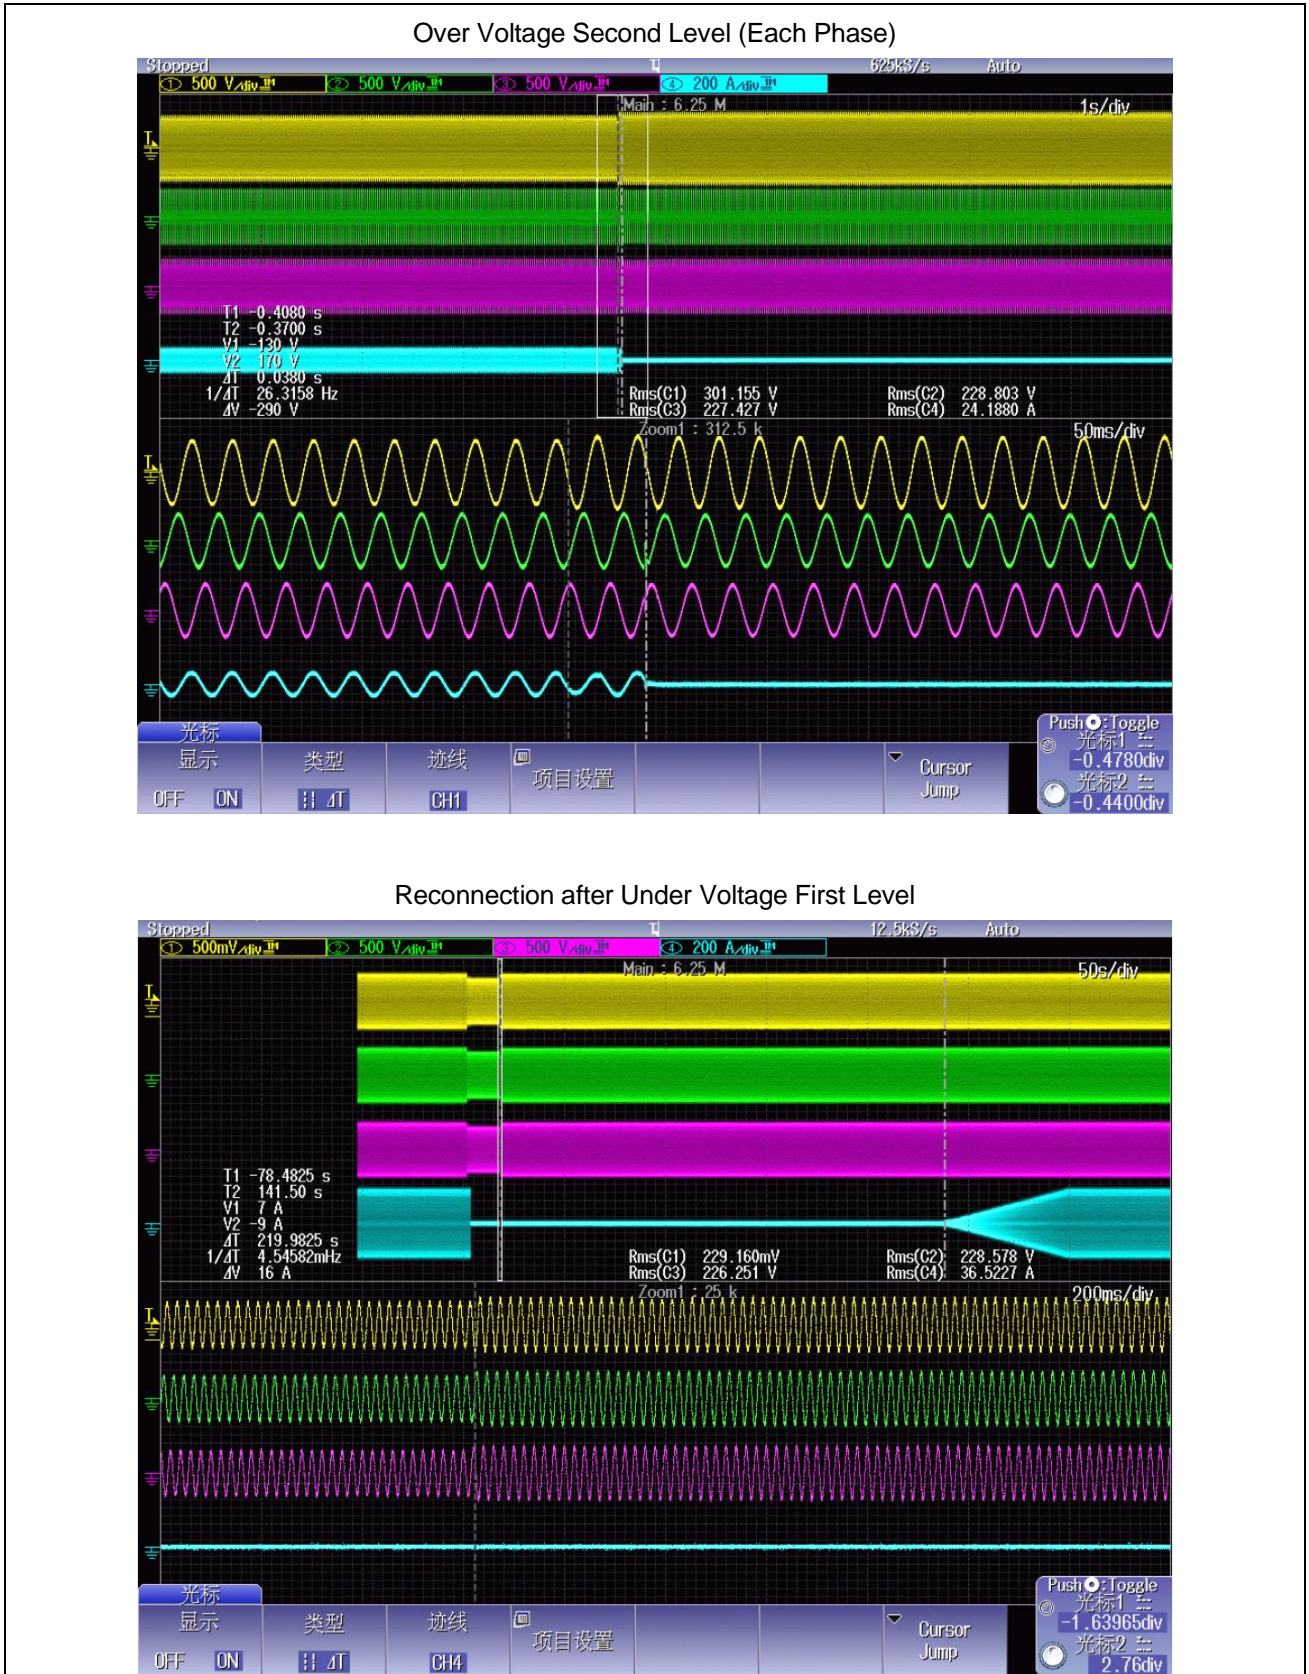 Over Voltage Second Level (Each Phase)
Stopped 625kS/s Auto
① 500 V/div 1M ② 500 V/div 1M ③ 500 V/div 1M ④ 200 A/div 1M
Main : 6.25 M 1s/div
T1 -0.4080 s
T2 -0.3700 s
V1 -130 V
V2 170 V
ΔT 0.0380 s
1/ΔT 26.3158 Hz
ΔV -290 V
Rms(C1) 301.155 V Rms(C2) 228.803 V
Rms(C3) 227.427 V Rms(C4) 24.1880 A
Zoom1 : 312.5 k 50ms/div
光标
显示 类型 迹线 项目设置 Cursor Jump
OFF ON ΔT CH1
Push :Toggle
光标1
-0.4780div
光标2
-0.4400div
Reconnection after Under Voltage First Level
Stopped 12.5kS/s Auto
① 500mV/div 1M ② 500 V/div 1M ③ 500 V/div 1M ④ 200 A/div 1M
Main : 6.25 M 50s/div
T1 -78.4825 s
T2 141.50 s
V1 7 A
V2 -9 A
ΔT 219.9825 s
1/ΔT 4.54582mHz
ΔV 16 A
Rms(C1) 229.160mV Rms(C2) 228.578 V
Rms(C3) 226.251 V Rms(C4) 36.5227 A
Zoom1 : 25 k 200ms/div
光标
显示 类型 迹线 项目设置 Cursor Jump
OFF ON ΔT CH4
Push :Toggle
光标1
-1.63965div
光标2
2.76div